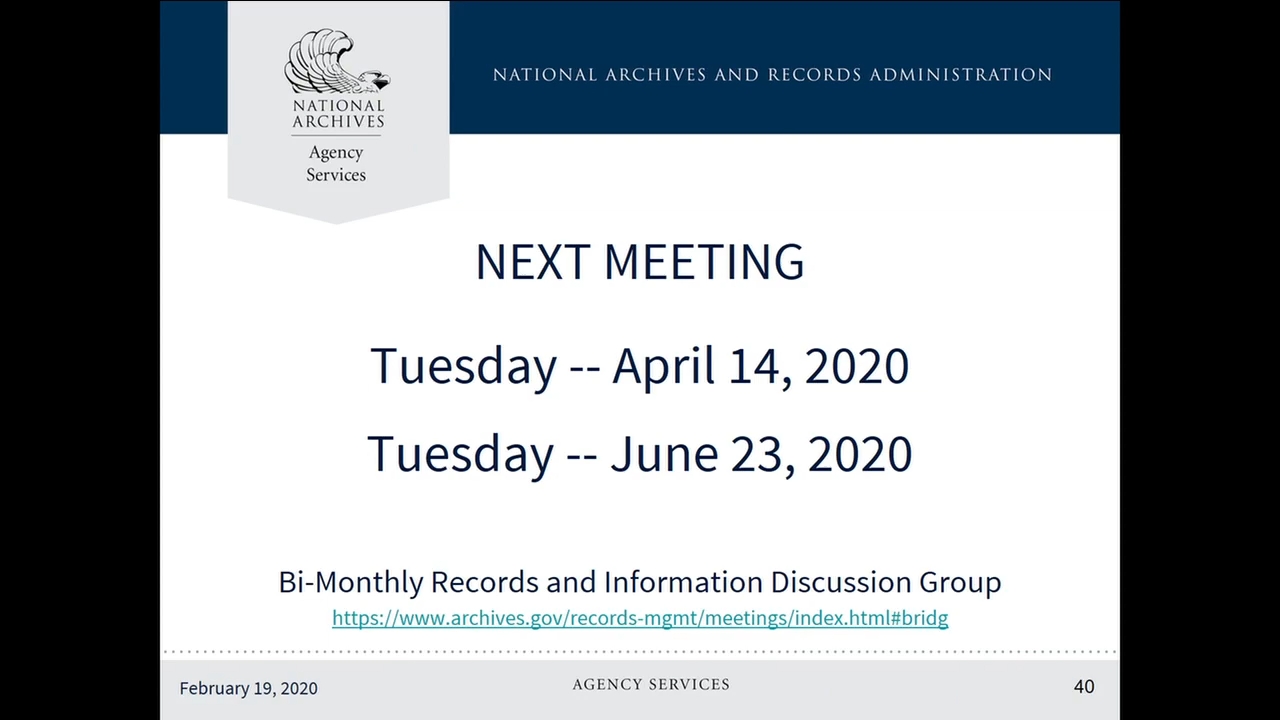 NATIONAL ARCHIVES AND RECORDS ADMINISTRATION
NATIONAL
ARCHIVES
Agency
Services
NEXT MEETING
Tuesday -- April 14, 2020
Tuesday -- June 23, 2020
Bi-Monthly Records and Information Discussion Group
https://www.archives.gov/records-mgmt/meetings/index.html#bridg
February 19, 2020
AGENCY SERVICES
40